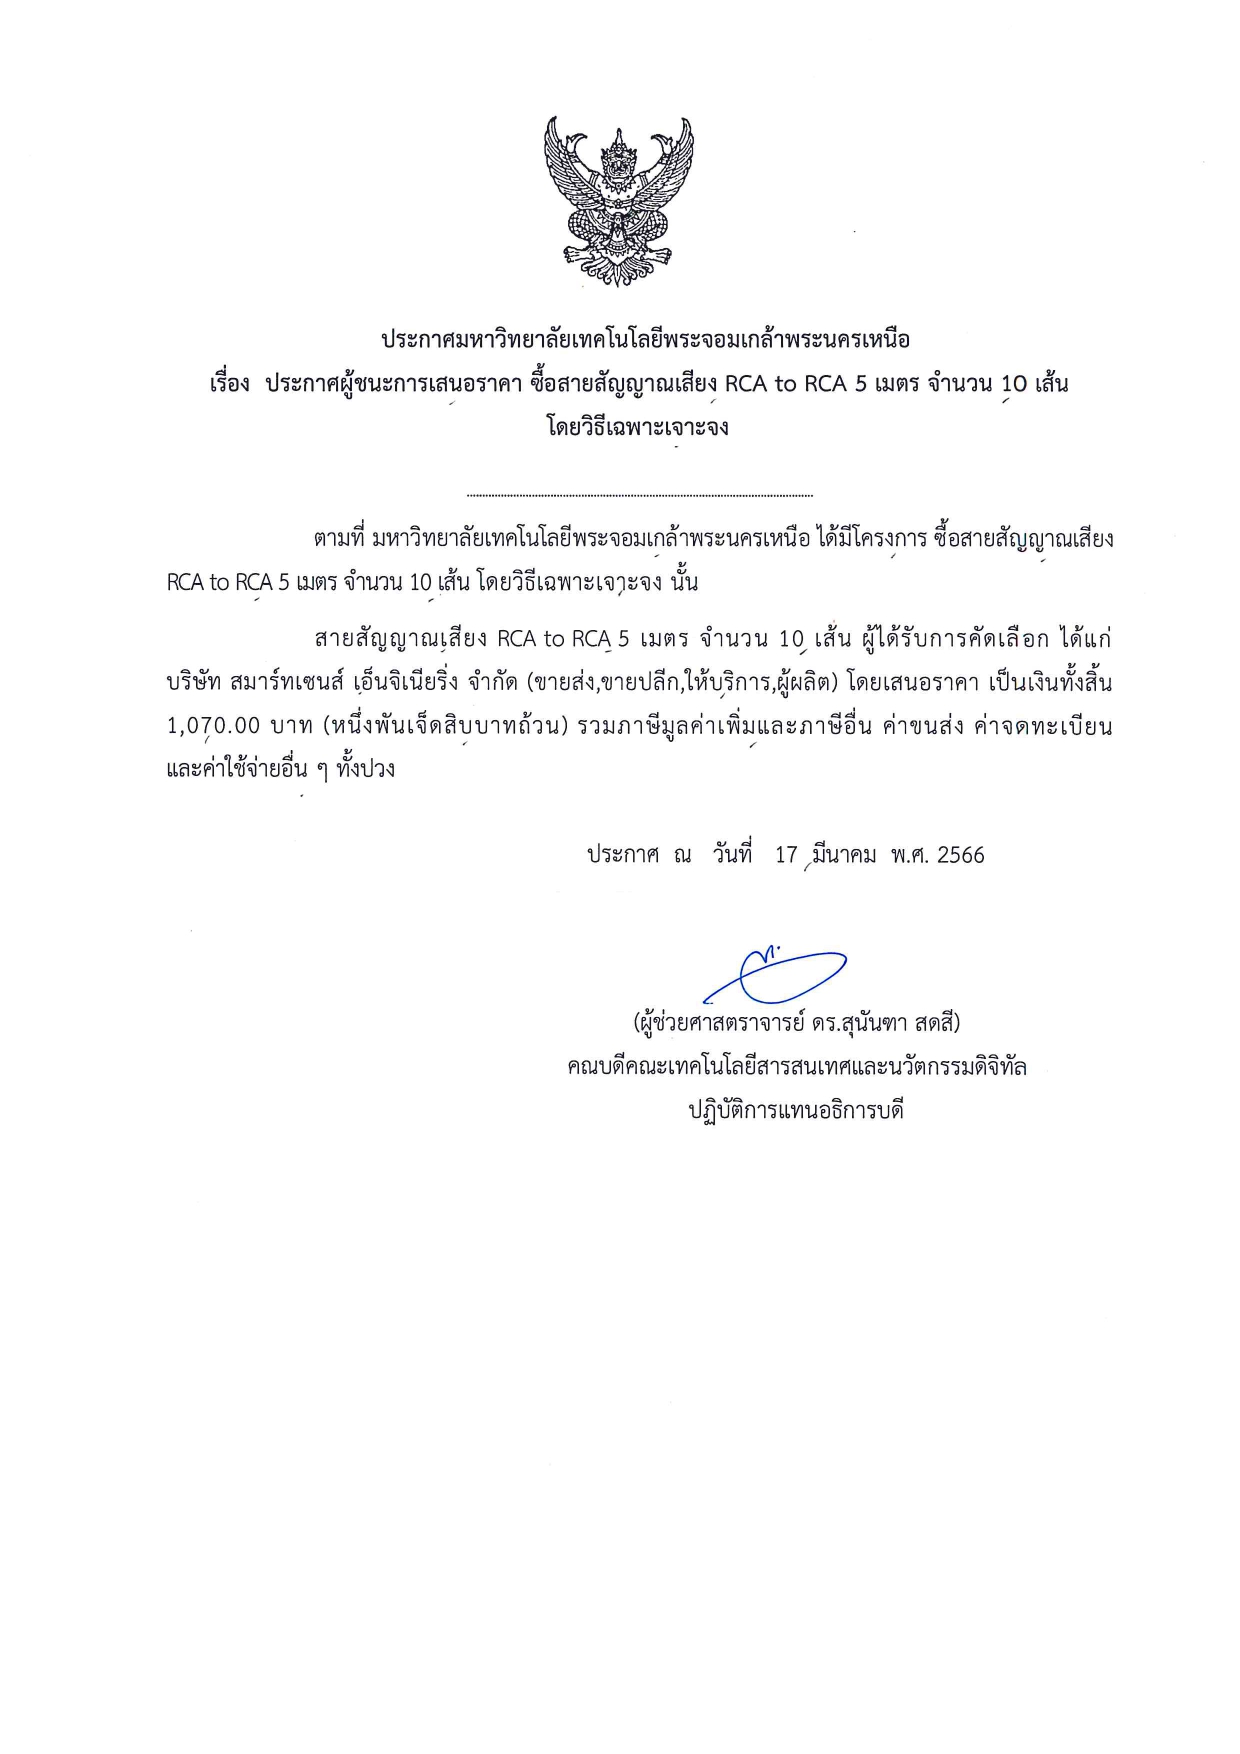 ประกาศมหาวิทยาลัยเทคโนโลยีพระจอมเกล้าพระนครเหนือ
เรื่อง ประกาศผู้ชนะการเสนอราคา ซื้อสายสัญญาณเสียง RCA to RCA 5 เมตร จำนวน 10 เส้น
โดยวิธีเฉพาะเจาะจง
ตามที่ มหาวิทยาลัยเทคโนโลยีพระจอมเกล้าพระนครเหนือ ได้มีโครงการ ซื้อสายสัญญาณเสียง
RCA to RCA 5 เมตร จำนวน 10 เส้น โดยวิธีเฉพาะเจาะจง นั้น
สายสัญญาณเสียง RCA to RCA 5 เมตร จำนวน 10 เส้น ผู้ได้รับการคัดเลือก ได้แก่
บริษัท สมาร์ทเซนส์ เอ็นจิเนียริ่ง จำกัด (ขายส่ง,ขายปลีก,ให้บริการ,ผู้ผลิต) โดยเสนอราคา เป็นเงินทั้งสิ้น
1,070.00 บาท (หนึ่งพันเจ็ดสิบบาทถ้วน) รวมภาษีมูลค่าเพิ่มและภาษีอื่น ค่าขนส่ง ค่าจดทะเบียน
และค่าใช้จ่ายอื่น ๆ ทั้งปวง
ประกาศ ณ วันที่ 17 มีนาคม พ.ศ. 2566
(ผู้ช่วยศาสตราจารย์ ดร.สุนันฑา สดสี)
คณบดีคณะเทคโนโลยีสารสนเทศและนวัตกรรมดิจิทัล
ปฏิบัติการแทนอธิการบดี